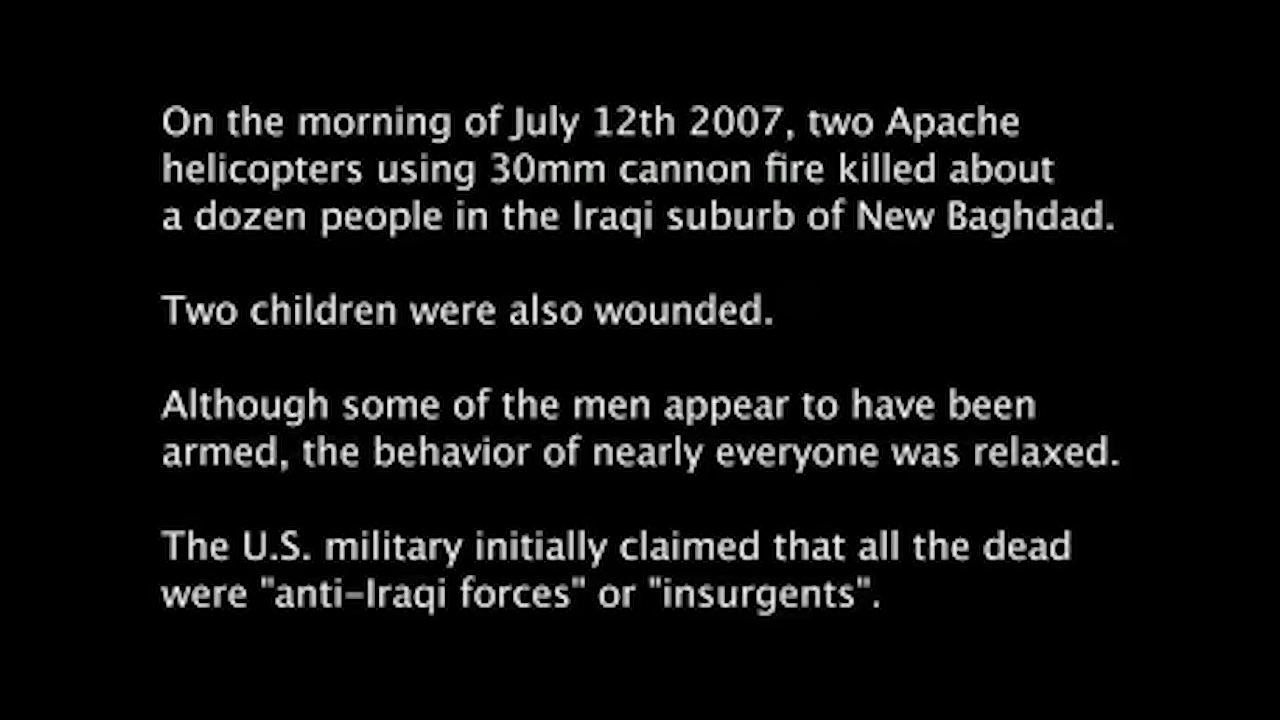 On the morning of July 12th 2007, two Apache
helicopters using 30mm cannon fire killed about
a dozen people in the Iraqi suburb of New Baghdad.
Two children were also wounded.
Although some of the men appear to have been
armed, the behavior of nearly everyone was relaxed.
The U.S. military initially claimed that all the dead
were "anti-Iraqi forces" or "insurgents".